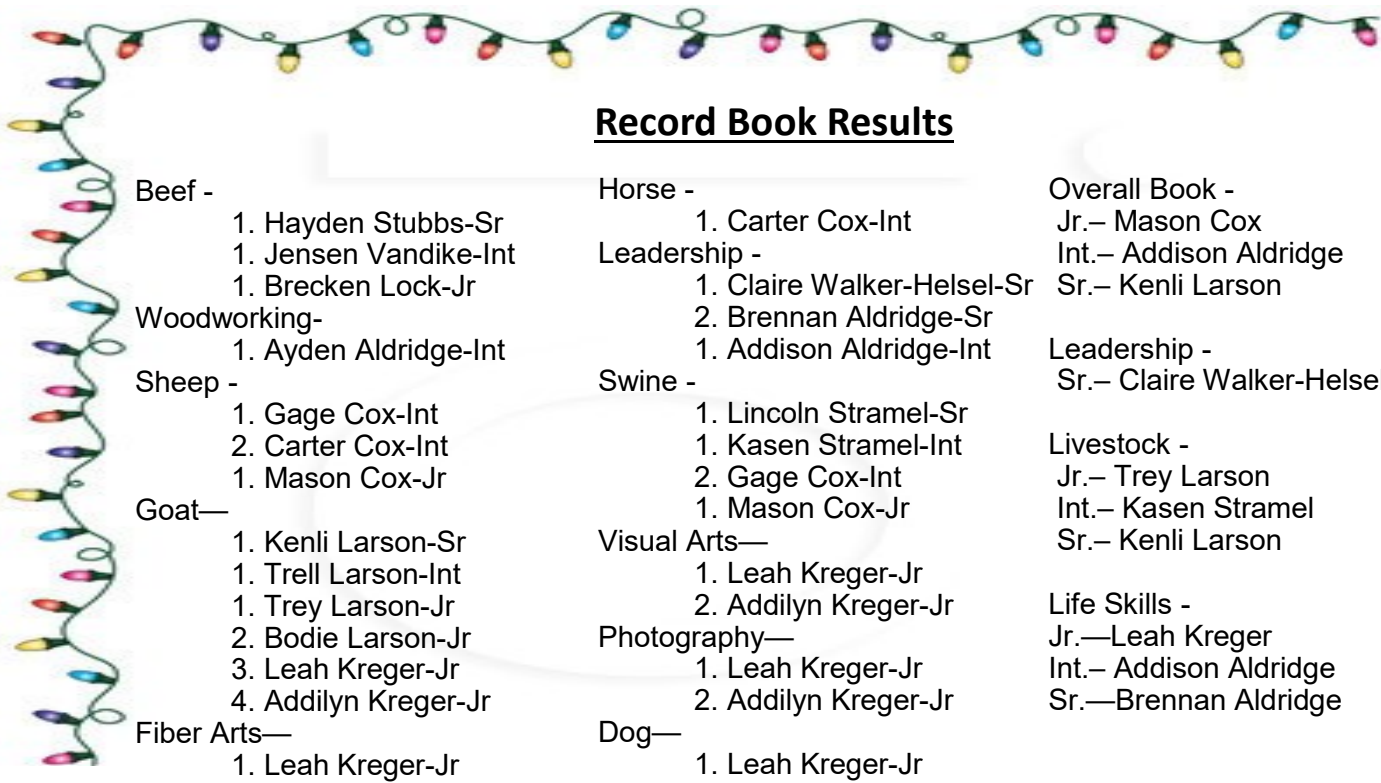 Record Book Results
Beef -
1. Hayden Stubbs-Sr
1. Jensen Vandike-Int
1. Brecken Lock-Jr
Woodworking-
1. Ayden Aldridge-Int
Sheep -
1. Gage Cox-Int
2. Carter Cox-Int
1. Mason Cox-Jr
Goat—
1. Kenli Larson-Sr
1. Trell Larson-Int
1. Trey Larson-Jr
2. Bodie Larson-Jr
3. Leah Kreger-Jr
4. Addilyn Kreger-Jr
Fiber Arts—
1. Leah Kreger-Jr
Horse -
1. Carter Cox-Int
Leadership -
1. Claire Walker-Helsel-Sr
2. Brennan Aldridge-Sr
1. Addison Aldridge-Int
Swine -
1. Lincoln Stramel-Sr
1. Kasen Stramel-Int
2. Gage Cox-Int
1. Mason Cox-Jr
Visual Arts—
1. Leah Kreger-Jr
2. Addilyn Kreger-Jr
Photography—
1. Leah Kreger-Jr
2. Addilyn Kreger-Jr
Dog—
1. Leah Kreger-Jr
Overall Book -
Jr.– Mason Cox
Int.– Addison Aldridge
Sr.– Kenli Larson
Leadership -
Sr.– Claire Walker-Helsel
Livestock -
Jr.– Trey Larson
Int.– Kasen Stramel
Sr.– Kenli Larson
Life Skills -
Jr.—Leah Kreger
Int.– Addison Aldridge
Sr.—Brennan Aldridge